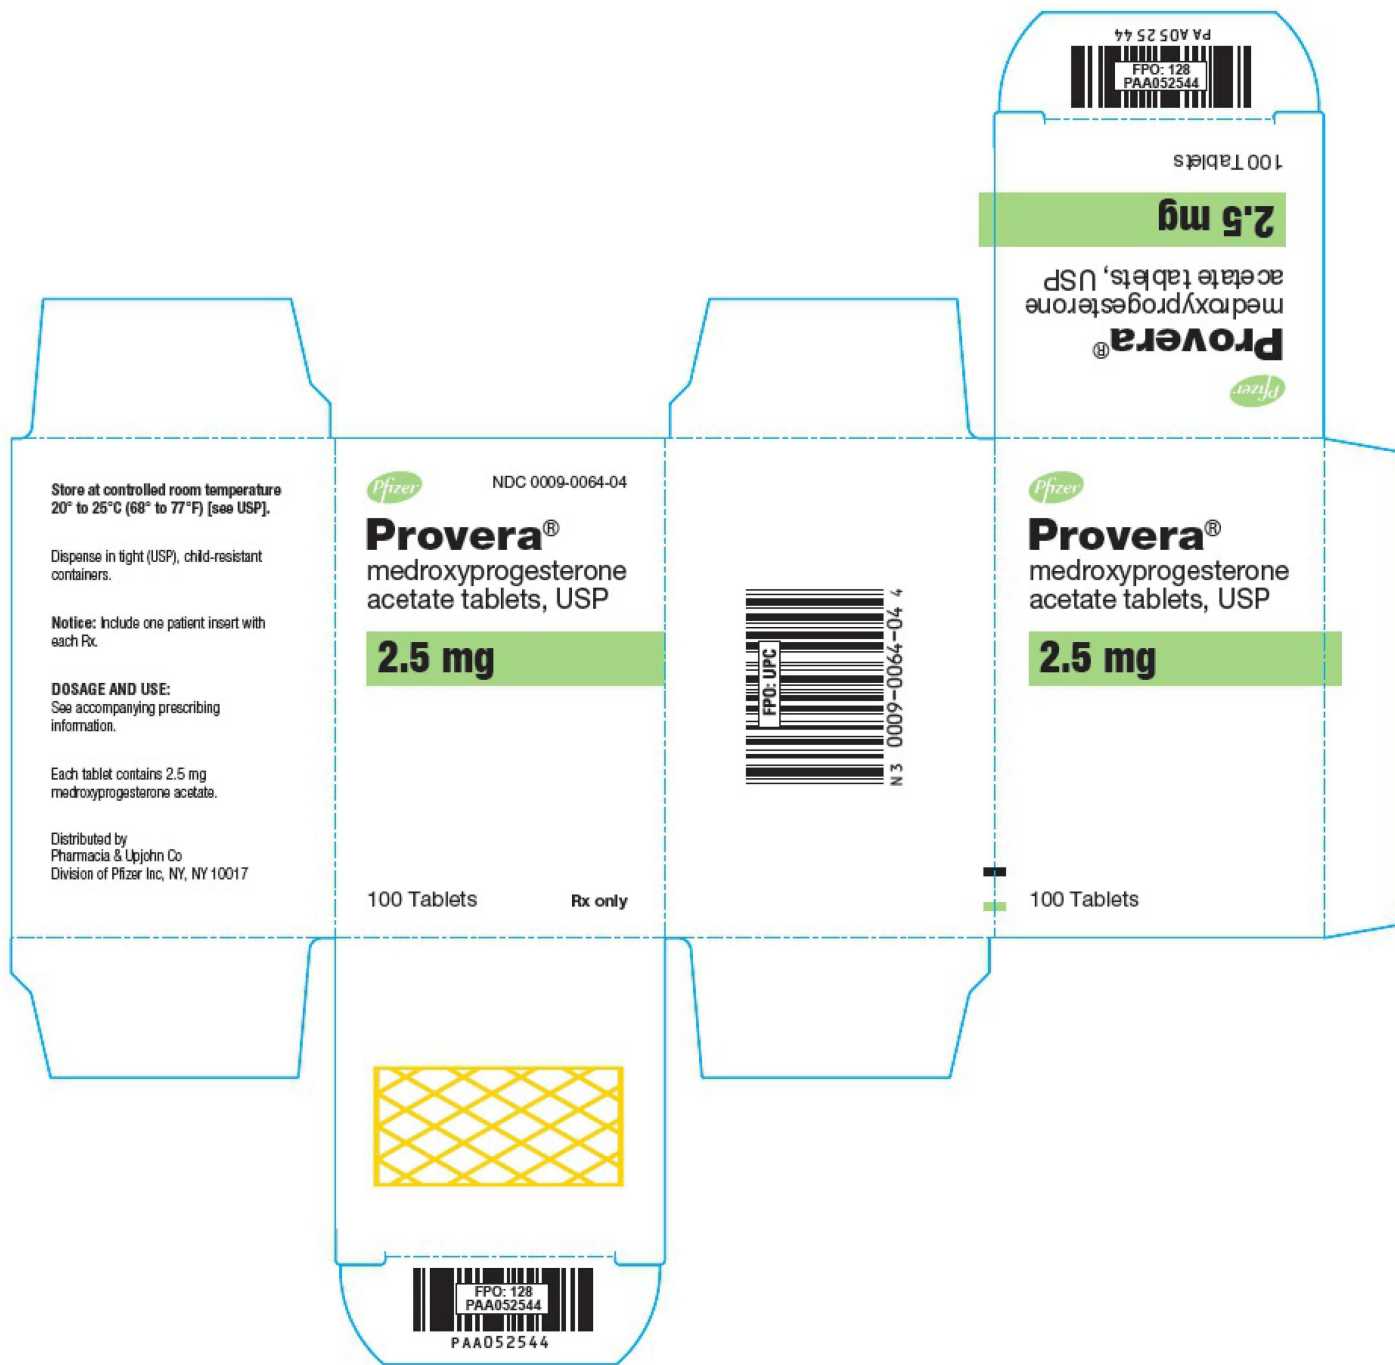 PAA052544
FPO: 128
PAA052544
100 Tablets
2.5 mg
medroxyprogesterone
acetate tablets, USP
Provera®
Pfizer
Store at controlled room temperature
20° to 25°C (68° to 77°F) [see USP].
Dispense in tight (USP), child-resistant
containers.
Notice: Include one patient insert with
each Rx.
DOSAGE AND USE:
See accompanying prescribing
information.
Each tablet contains 2.5 mg
medroxyprogesterone acetate.
Distributed by
Pharmacia & Upjohn Co
Division of Pfizer Inc, NY, NY 10017
Pfizer
NDC 0009-0064-04
Provera®
medroxyprogesterone
acetate tablets, USP
2.5 mg
100 Tablets
Rx only
FPO: UPC
N3 0009-0064-04 4
Pfizer
Provera®
medroxyprogesterone
acetate tablets, USP
2.5 mg
100 Tablets
FPO: 128
PAA052544
PAA052544